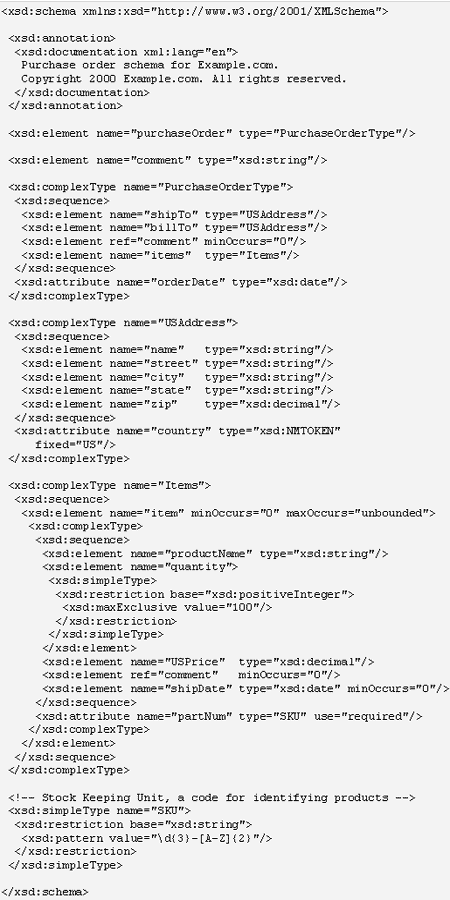 <xsd:schema xmlns:xsd="http://www.w3.org/2001/XMLSchema">
<xsd:annotation>
<xsd:documentation xml:lang="en">
Purchase order schema for Example.com.
Copyright 2000 Example.com. All rights reserved.
</xsd:documentation>
</xsd:annotation>
<xsd:element name="purchaseOrder" type="PurchaseOrderType"/>
<xsd:element name="comment" type="xsd:string"/>
<xsd:complexType name="PurchaseOrderType">
<xsd:sequence>
<xsd:element name="shipTo" type="USAddress"/>
<xsd:element name="billTo" type="USAddress"/>
<xsd:element ref="comment" minOccurs="0"/>
<xsd:element name="items"  type="Items"/>
</xsd:sequence>
<xsd:attribute name="orderDate" type="xsd:date"/>
</xsd:complexType>
<xsd:complexType name="USAddress">
<xsd:sequence>
<xsd:element name="name"   type="xsd:string"/>
<xsd:element name="street" type="xsd:string"/>
<xsd:element name="city"   type="xsd:string"/>
<xsd:element name="state"  type="xsd:string"/>
<xsd:element name="zip"    type="xsd:decimal"/>
</xsd:sequence>
<xsd:attribute name="country" type="xsd:NMTOKEN"
fixed="US"/>
</xsd:complexType>
<xsd:complexType name="Items">
<xsd:sequence>
<xsd:element name="item" minOccurs="0" maxOccurs="unbounded">
<xsd:complexType>
<xsd:sequence>
<xsd:element name="productName" type="xsd:string"/>
<xsd:element name="quantity">
<xsd:simpleType>
<xsd:restriction base="xsd:positiveInteger">
<xsd:maxExclusive value="100"/>
</xsd:restriction>
</xsd:simpleType>
</xsd:element>
<xsd:element name="USPrice"  type="xsd:decimal"/>
<xsd:element ref="comment"   minOccurs="0"/>
<xsd:element name="shipDate" type="xsd:date" minOccurs="0"/>
</xsd:sequence>
<xsd:attribute name="partNum" type="SKU" use="required"/>
</xsd:complexType>
</xsd:element>
</xsd:sequence>
</xsd:complexType>
<!-- Stock Keeping Unit, a code for identifying products -->
<xsd:simpleType name="SKU">
<xsd:restriction base="xsd:string">
<xsd:pattern value="\d{3}-[A-Z]{2}"/>
</xsd:restriction>
</xsd:simpleType>
</xsd:schema>